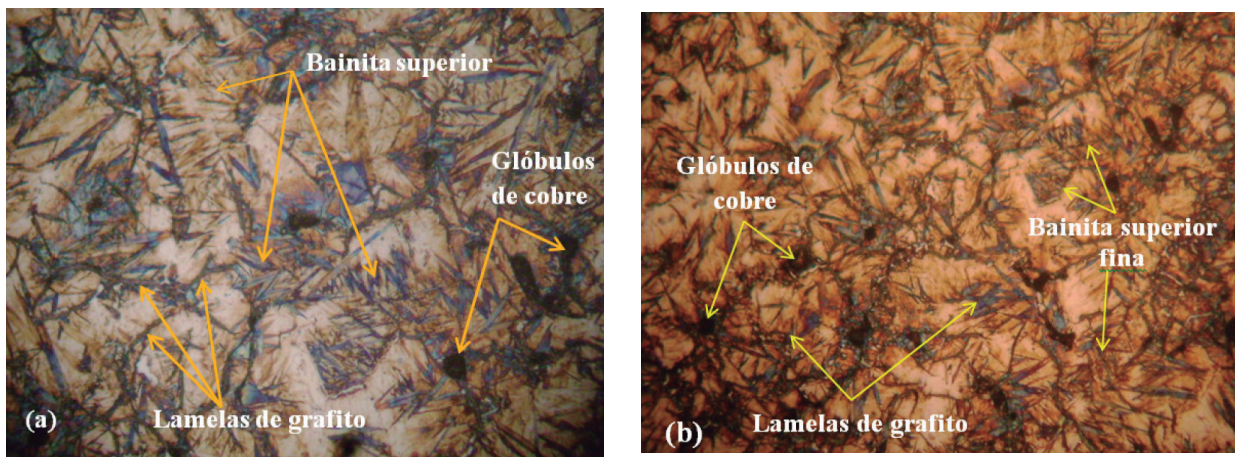 Bainita superior
Glóbulos
de cobre
Lamelas de grafito
(a)
Glóbulos de
cobre
Bainita superior
fina
Lamelas de grafito
(b)